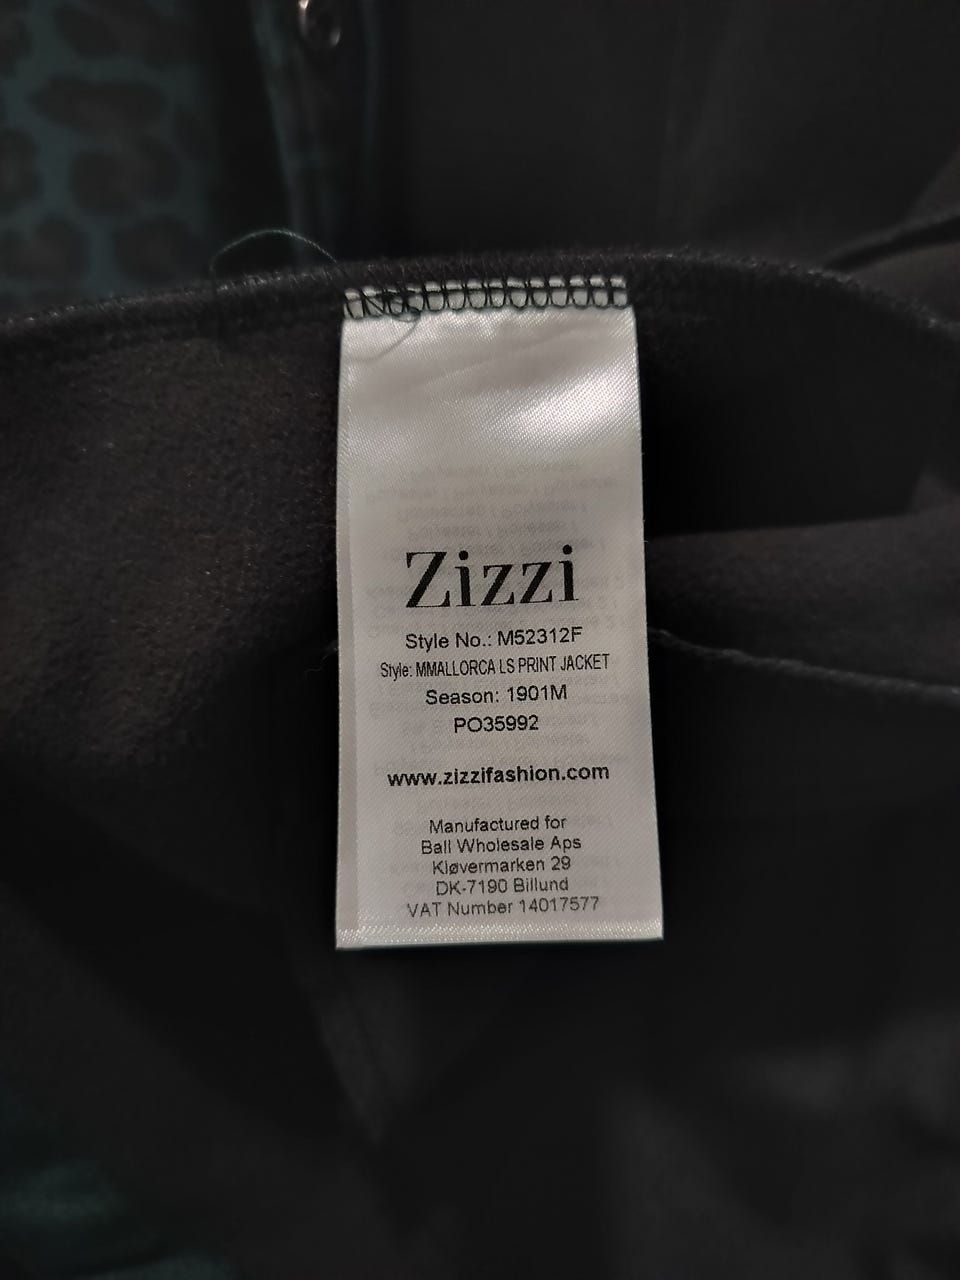 Zizzi
Style No.: M52312F
Style: MMALLORCA LS PRINT JACKET
Season: 1901M
PO35992
www.zizzifashion.com
Manufactured for
Ball Wholesale Aps
Kløvermarken 29
DK-7190 Billund
VAT Number 14017577